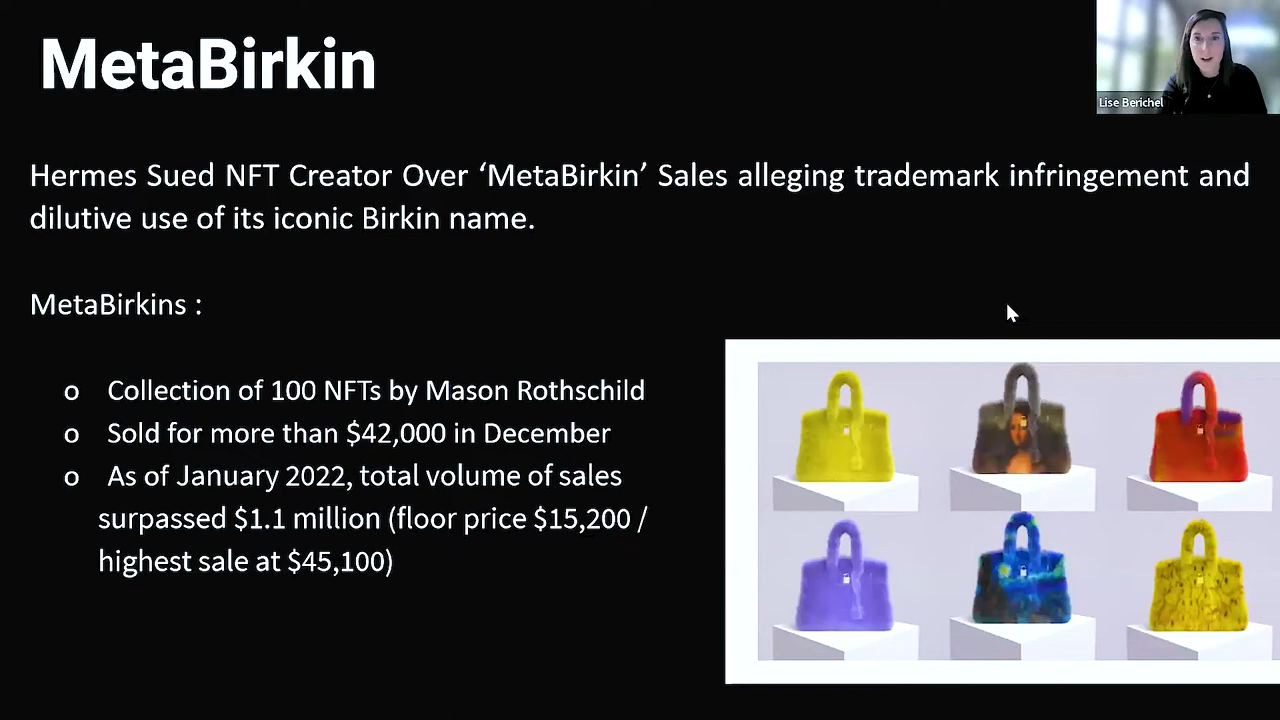 MetaBirkin
Lise Berichel
Hermes Sued NFT Creator Over ‘MetaBirkin’ Sales alleging trademark infringement and
dilutive use of its iconic Birkin name.
MetaBirkins :
o Collection of 100 NFTs by Mason Rothschild
o Sold for more than $42,000 in December
o As of January 2022, total volume of sales
surpassed $1.1 million (floor price $15,200 /
highest sale at $45,100)